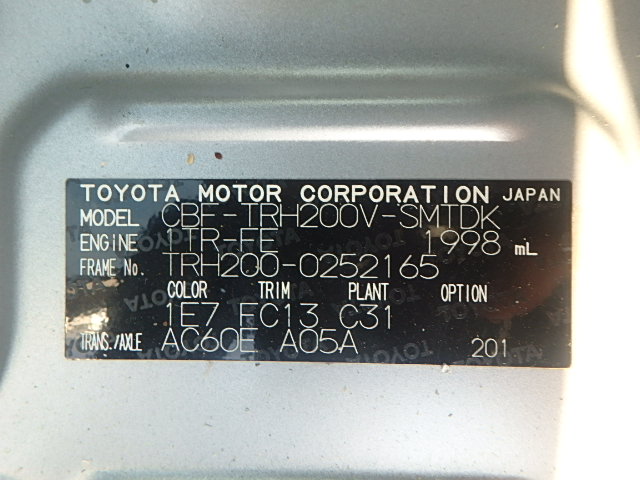 TOYOTA MOTOR CORPORATION JAPAN
MODEL CBF-TRH200V-SMTDK
ENGINE 1TR-FE 1998 mL
FRAME No. TRH200-0252165
COLOR TRIM PLANT OPTION
1E7 FC13 C31
TRANS./AXLE AC60E A05A 201